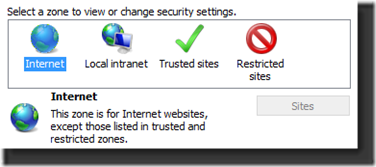 Select a zone to view or change security settings.
Internet
Local intranet
Trusted sites
Restricted
sites
Internet
Sites
This zone is for Internet websites,
except those listed in trusted and
restricted zones.